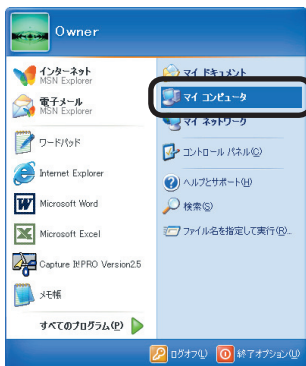 Owner
インターネット
MSN Explorer
電子メール
MSN Explorer
ワードパッド
Internet Explorer
Microsoft Word
Microsoft Excel
Capture It!PRO Version2.5
メモ帳
すべてのプログラム(P)
マイ ドキュメント
マイ コンピュータ
マイ ネットワーク
コントロール パネル(C)
ヘルプとサポート(H)
検索(S)
ファイル名を指定して実行(R)...
ログオフ(L)
終了オプション(U)